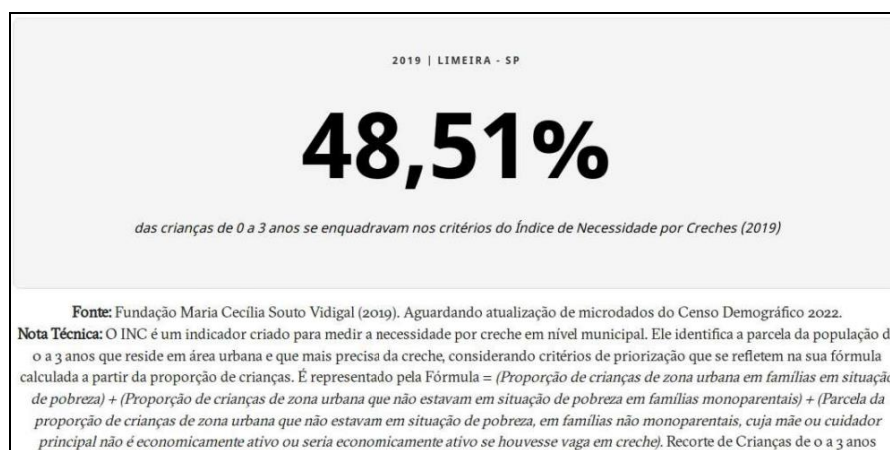 2019 | LIMEIRA - SP
48,51%
das crianças de 0 a 3 anos se enquadravam nos critérios do Índice de Necessidade por Creches (2019)
Fonte: Fundação Maria Cecília Souto Vidigal (2019). Aguardando atualização de microdados do Censo Demográfico 2022.
Nota Técnica: O INC é um indicador criado para medir a necessidade por creche em nível municipal. Ele identifica a parcela da população d
0 a 3 anos que reside em área urbana e que mais precisa da creche, considerando critérios de priorização que se refletem na sua fórmula
calculada a partir da proporção de crianças. É representado pela Fórmula = (Proporção de crianças de zona urbana em famílias em situaçã
de pobreza) + (Proporção de crianças de zona urbana que não estavam em situação de pobreza em famílias monoparentais) + (Parcela da
proporção de crianças de zona urbana que não estavam em situação de pobreza, em famílias não monoparentais, cuja mãe ou cuidador
principal não é economicamente ativo ou seria economicamente ativo se houvesse vaga em creche). Recorte de Crianças de 0 a 3 anos